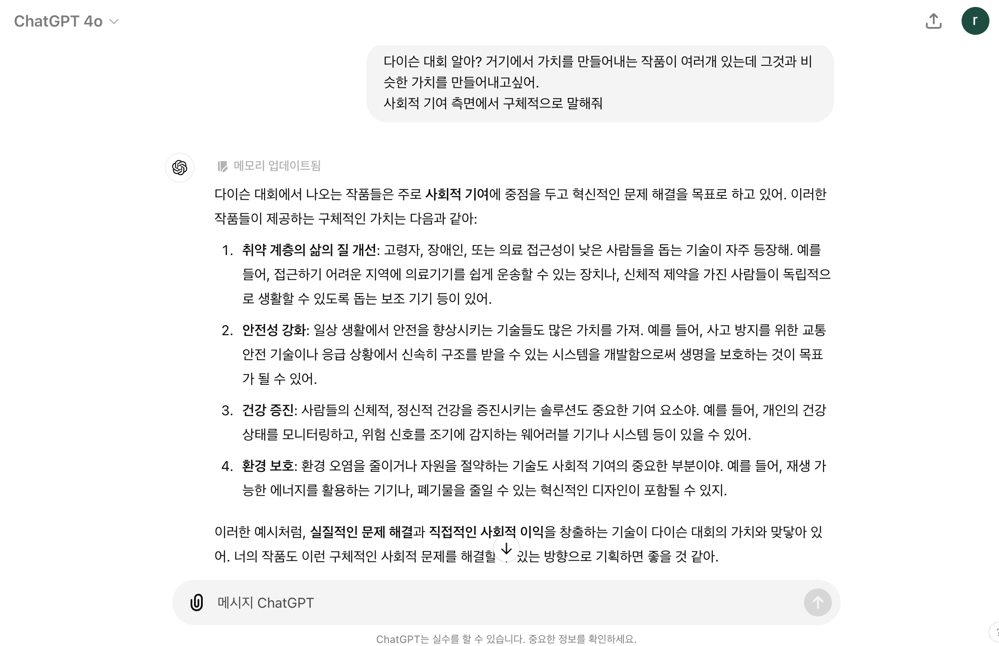 ChatGPT 4o
r
다이슨 대회 알아? 거기에서 가치를 만들어내는 작품이 여러개 있는데 그것과 비
슷한 가치를 만들어내고싶어.
사회적 기여 측면에서 구체적으로 말해줘
메모리 업데이트됨
다이슨 대회에서 나오는 작품들은 주로 사회적 기여에 중점을 두고 혁신적인 문제 해결을 목표로 하고 있어. 이러한
작품들이 제공하는 구체적인 가치는 다음과 같아:
1. 취약 계층의 삶의 질 개선: 고령자, 장애인, 또는 의료 접근성이 낮은 사람들을 돕는 기술이 자주 등장해. 예를
들어, 접근하기 어려운 지역에 의료기기를 쉽게 운송할 수 있는 장치나, 신체적 제약을 가진 사람들이 독립적으
로 생활할 수 있도록 돕는 보조 기기 등이 있어.
2. 안전성 강화: 일상 생활에서 안전을 향상시키는 기술들도 많은 가치를 가져. 예를 들어, 사고 방지를 위한 교통
안전 기술이나 응급 상황에서 신속히 구조를 받을 수 있는 시스템을 개발함으로써 생명을 보호하는 것이 목표
가 될 수 있어.
3. 건강 증진: 사람들의 신체적, 정신적 건강을 증진시키는 솔루션도 중요한 기여 요소야. 예를 들어, 개인의 건강
상태를 모니터링하고, 위험 신호를 조기에 감지하는 웨어러블 기기나 시스템 등이 있을 수 있어.
4. 환경 보호: 환경 오염을 줄이거나 자원을 절약하는 기술도 사회적 기여의 중요한 부분이야. 예를 들어, 재생 가
능한 에너지를 활용하는 기기나, 폐기물을 줄일 수 있는 혁신적인 디자인이 포함될 수 있지.
이러한 예시처럼, 실질적인 문제 해결과 직접적인 사회적 이익을 창출하는 기술이 다이슨 대회의 가치와 맞닿아 있
어. 너의 작품도 이런 구체적인 사회적 문제를 해결할 있는 방향으로 기획하면 좋을 것 같아.
메시지 ChatGPT
ChatGPT는 실수를 할 수 있습니다. 중요한 정보를 확인하세요.